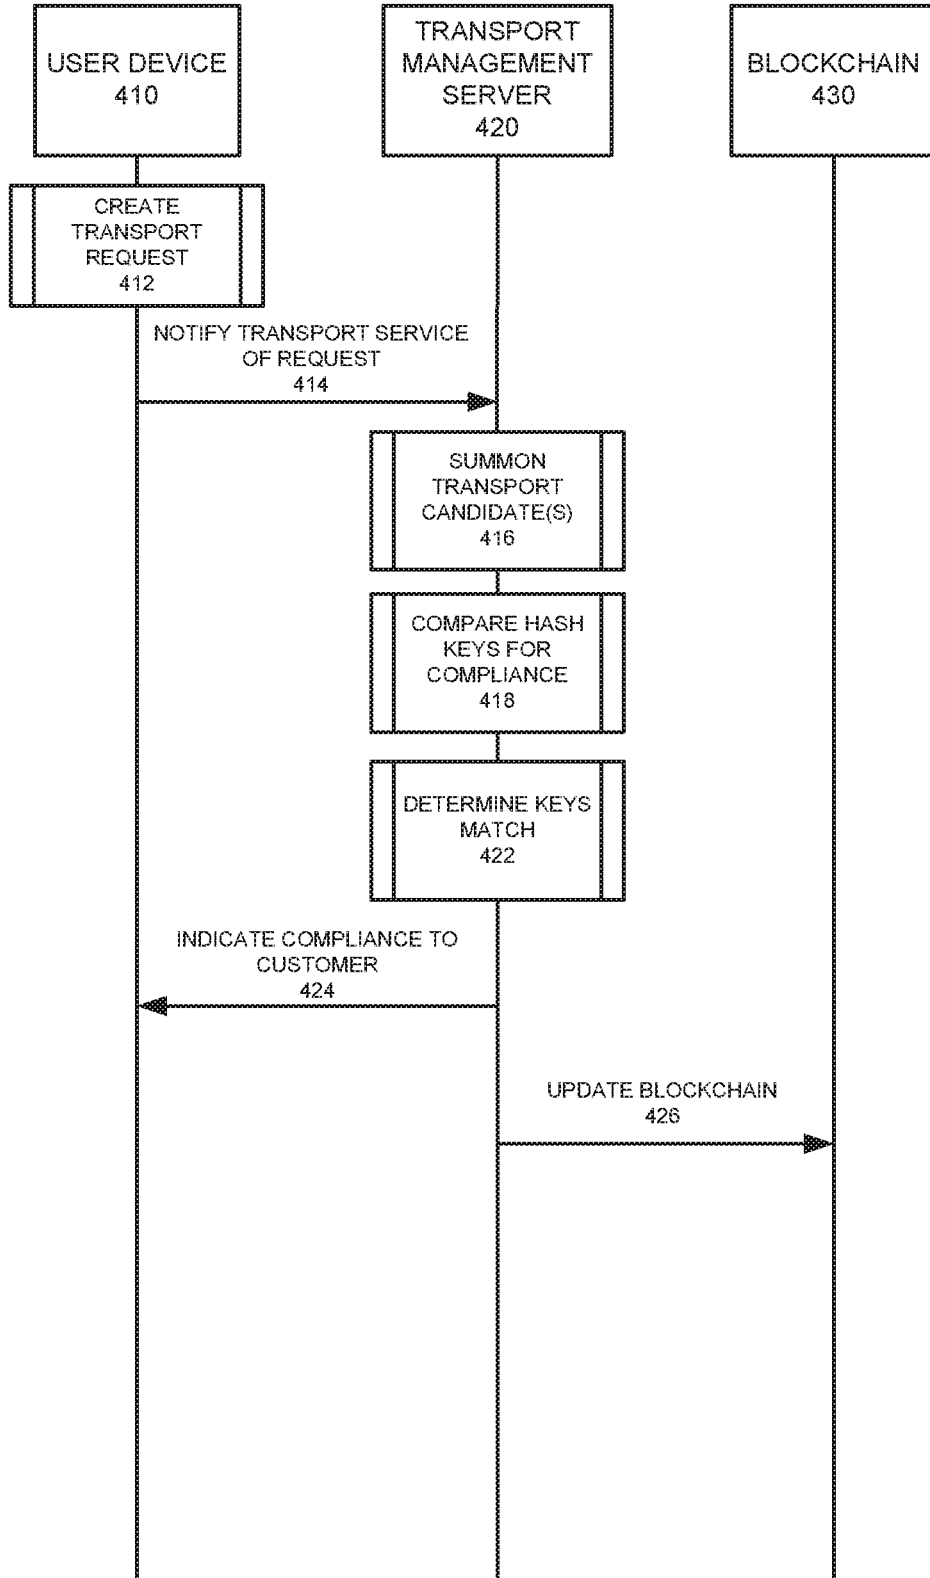 USER DEVICE
410
TRANSPORT
MANAGEMENT
SERVER
420
BLOCKCHAIN
430
CREATE
TRANSPORT
REQUEST
412
NOTIFY TRANSPORT SERVICE
OF REQUEST
414
SUMMON
TRANSPORT
CANDIDATE(S)
416
COMPARE HASH
KEYS FOR
COMPLIANCE
418
DETERMINE KEYS
MATCH
422
INDICATE COMPLIANCE TO
CUSTOMER
424
UPDATE BLOCKCHAIN
426